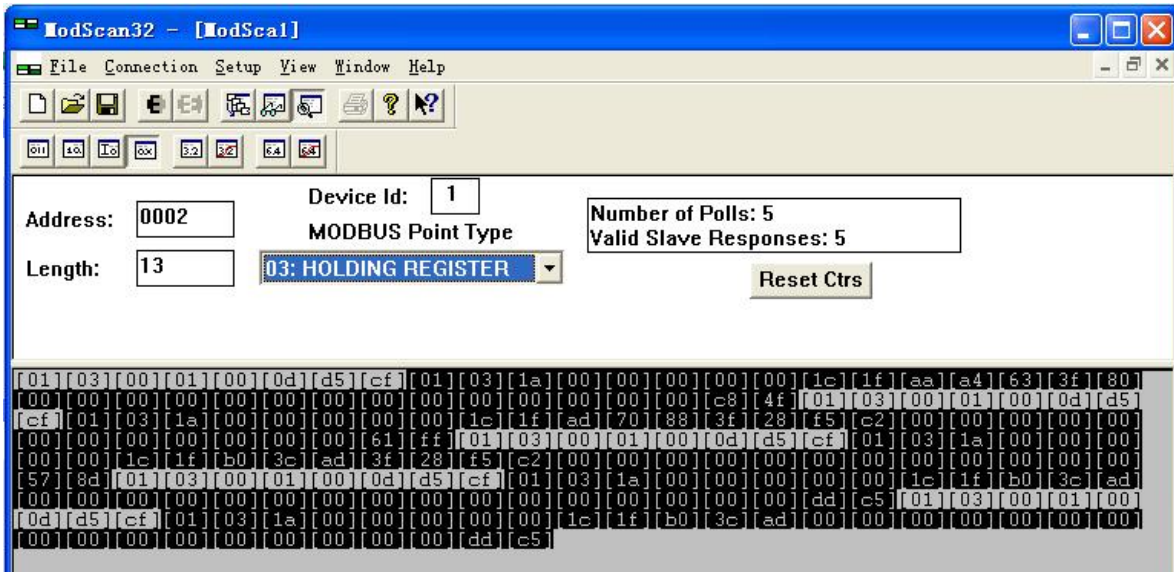 ModScan32 - [ModSca1]
File Connection Setup View Window Help
3.2 6.4
Device Id: 1
Address: 0002
MODBUS Point Type
Length: 13
03: HOLDING REGISTER
Number of Polls: 5
Valid Slave Responses: 5
Reset Ctrs
[01][03][00][01][00][0d][d5][cf][01][03][1a][00][00][00][00][00][1c][1f][aa][a4][63][3f][80]
[00][00][00][00][00][00][00][00][00][00][00][00][00][00][c8][4f][01][03][00][01][00][0d][d5]
[cf][01][03][1a][00][00][00][00][00][1c][1f][ad][70][88][3f][28][f5][c2][00][00][00][00][00]
[00][00][00][00][00][00][00][61][ff][01][03][00][01][00][0d][d5][cf][01][03][1a][00][00][00]
[00][00][1c][1f][b0][3c][ad][3f][28][f5][c2][00][00][00][00][00][00][00][00][00][00][00][00]
[57][8d][01][03][00][01][00][0d][d5][cf][01][03][1a][00][00][00][00][00][1c][1f][b0][3c][ad]
[00][00][00][00][00][00][00][00][00][00][00][00][00][00][00][00][dd][c5][01][03][00][01][00]
[0d][d5][cf][01][03][1a][00][00][00][00][00][1c][1f][b0][3c][ad][00][00][00][00][00][00][00]
[00][00][00][00][00][00][00][00][00][dd][c5]